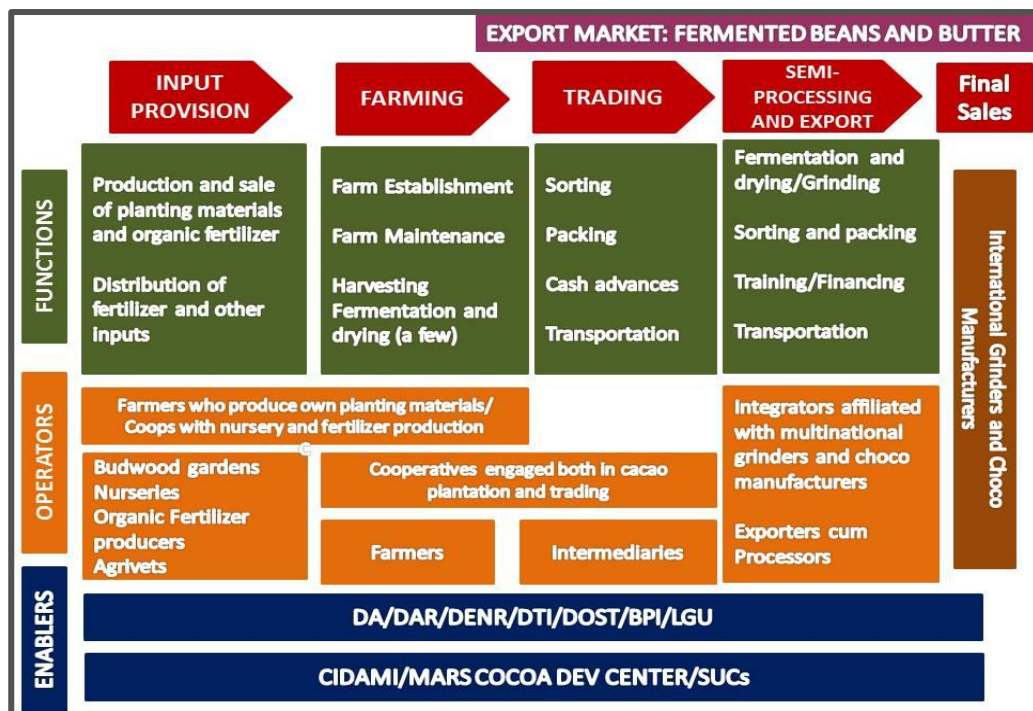 EXPORT MARKET: FERMENTED BEANS AND BUTTER
INPUT
PROVISION
FARMING
TRADING
SEMI-
PROCESSING
AND EXPORT
Final
Sales
FUNCTIONS
Production and sale
of planting materials
and organic fertilizer
Distribution of
fertilizer and other
inputs
Farm Establishment
Farm Maintenance
Harvesting
Fermentation and
drying (a few)
Sorting
Packing
Cash advances
Transportation
Fermentation and
drying/Grinding
Sorting and packing
Training/Financing
Transportation
International Grinders and Choco
Manufacturers
OPERATORS
Farmers who produce own planting materials/
Coops with nursery and fertilizer production
Budwood gardens
Nurseries
Organic Fertilizer
producers
Agrivets
Cooperatives engaged both in cacao
plantation and trading
Farmers
Intermediaries
Integrators affiliated
with multinational
grinders and choco
manufacturers
Exporters cum
Processors
ENABLERS
DA/DAR/DENR/DTI/DOST/BPI/LGU
CIDAMI/MARS COCOA DEV CENTER/SUCs